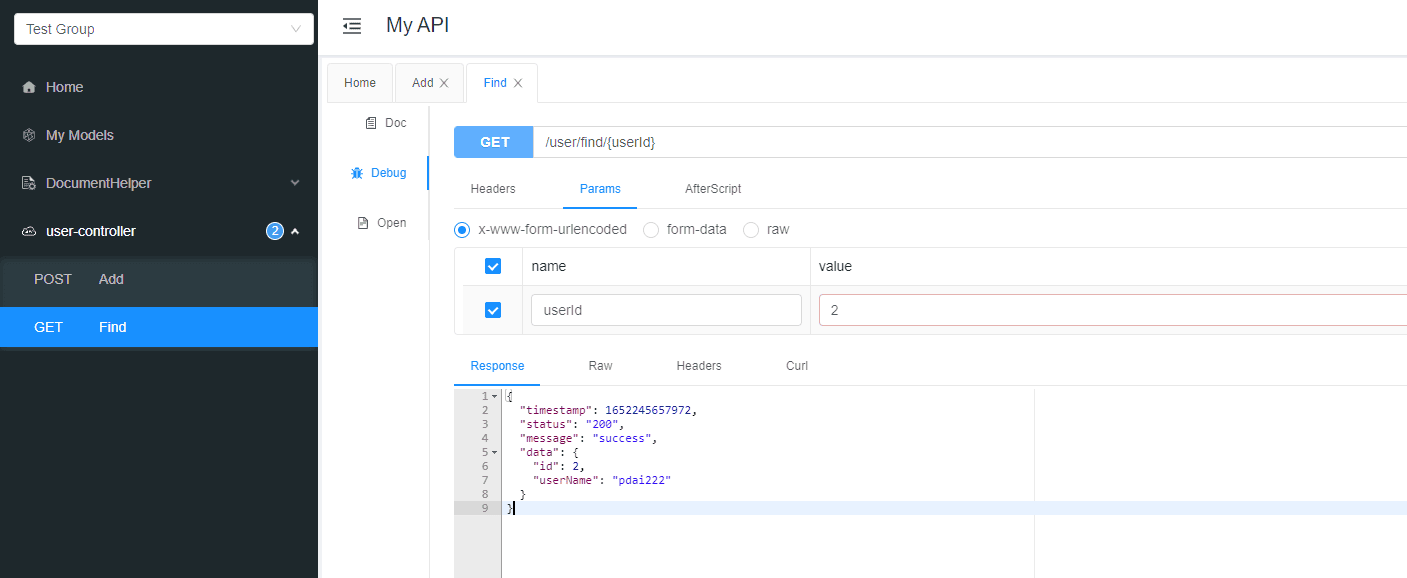 Test Group
Home
My Models
DocumentHelper
user-controller 2
POST Add
GET Find
My API
Home Add Find
Doc
Debug
Open
GET /user/find/{userId}
Headers Params AfterScript
x-www-form-urlencoded form-data raw
name value
userId 2
Response Raw Headers Curl
1 {
2 "timestamp": 1652245657972,
3 "status": "200",
4 "message": "success",
5 "data": {
6 "id": 2,
7 "userName": "pdai222"
8 }
9 }